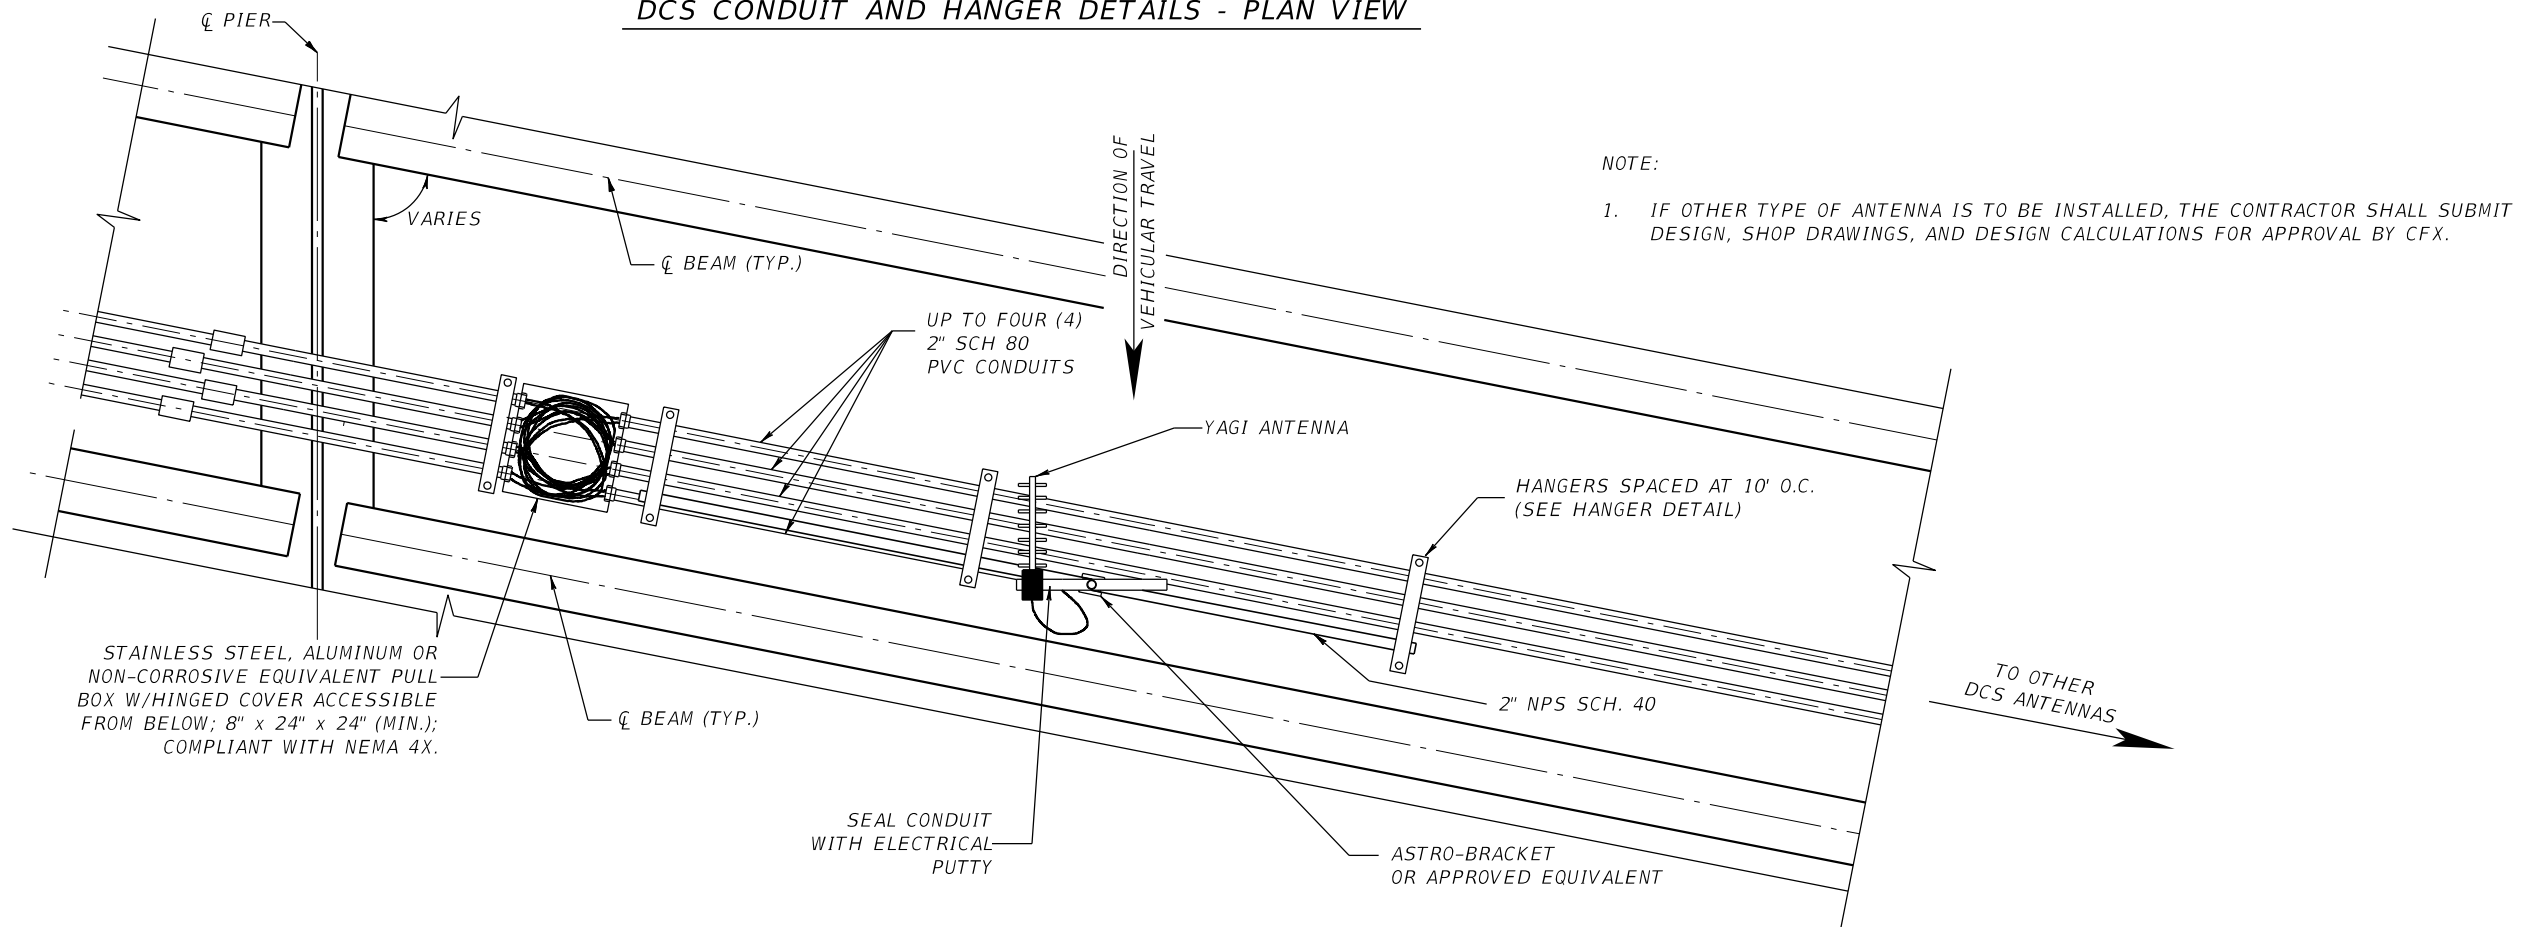 DCS CONDUIT AND HANGER DETAILS - PLAN VIEW
℄ PIER
VARIES
℄ BEAM (TYP.)
DIRECTION OF
VEHICULAR TRAVEL
NOTE:
1. IF OTHER TYPE OF ANTENNA IS TO BE INSTALLED, THE CONTRACTOR SHALL SUBMIT
DESIGN, SHOP DRAWINGS, AND DESIGN CALCULATIONS FOR APPROVAL BY CFX.
UP TO FOUR (4)
2" SCH 80
PVC CONDUITS
YAGI ANTENNA
HANGERS SPACED AT 10' O.C.
(SEE HANGER DETAIL)
STAINLESS STEEL, ALUMINUM OR
NON-CORROSIVE EQUIVALENT PULL
BOX W/HINGED COVER ACCESSIBLE
FROM BELOW; 8" x 24" x 24" (MIN.);
COMPLIANT WITH NEMA 4X.
℄ BEAM (TYP.)
2" NPS SCH. 40
TO OTHER
DCS ANTENNAS
SEAL CONDUIT
WITH ELECTRICAL
PUTTY
ASTRO-BRACKET
OR APPROVED EQUIVALENT